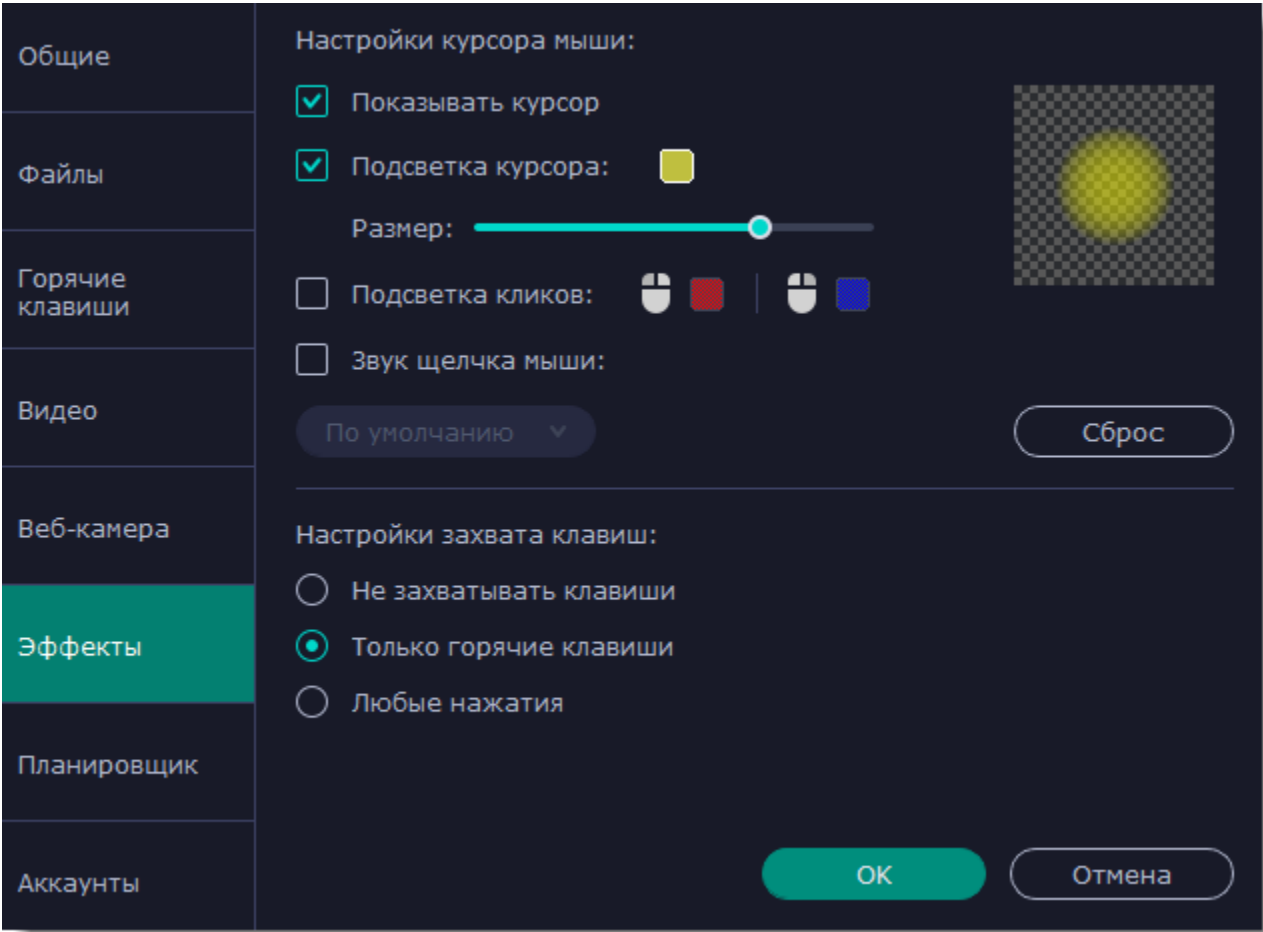 Общие
Файлы
Горячие
клавиши
Видео
Веб-камера
Эффекты
Планировщик
Аккаунты
Настройки курсора мыши:
Показывать курсор
Подсветка курсора:
Размер:
Подсветка кликов:
Звук щелчка мыши:
По умолчанию
Сброс
Настройки захвата клавиш:
Не захватывать клавиши
Только горячие клавиши
Любые нажатия
OK
Отмена